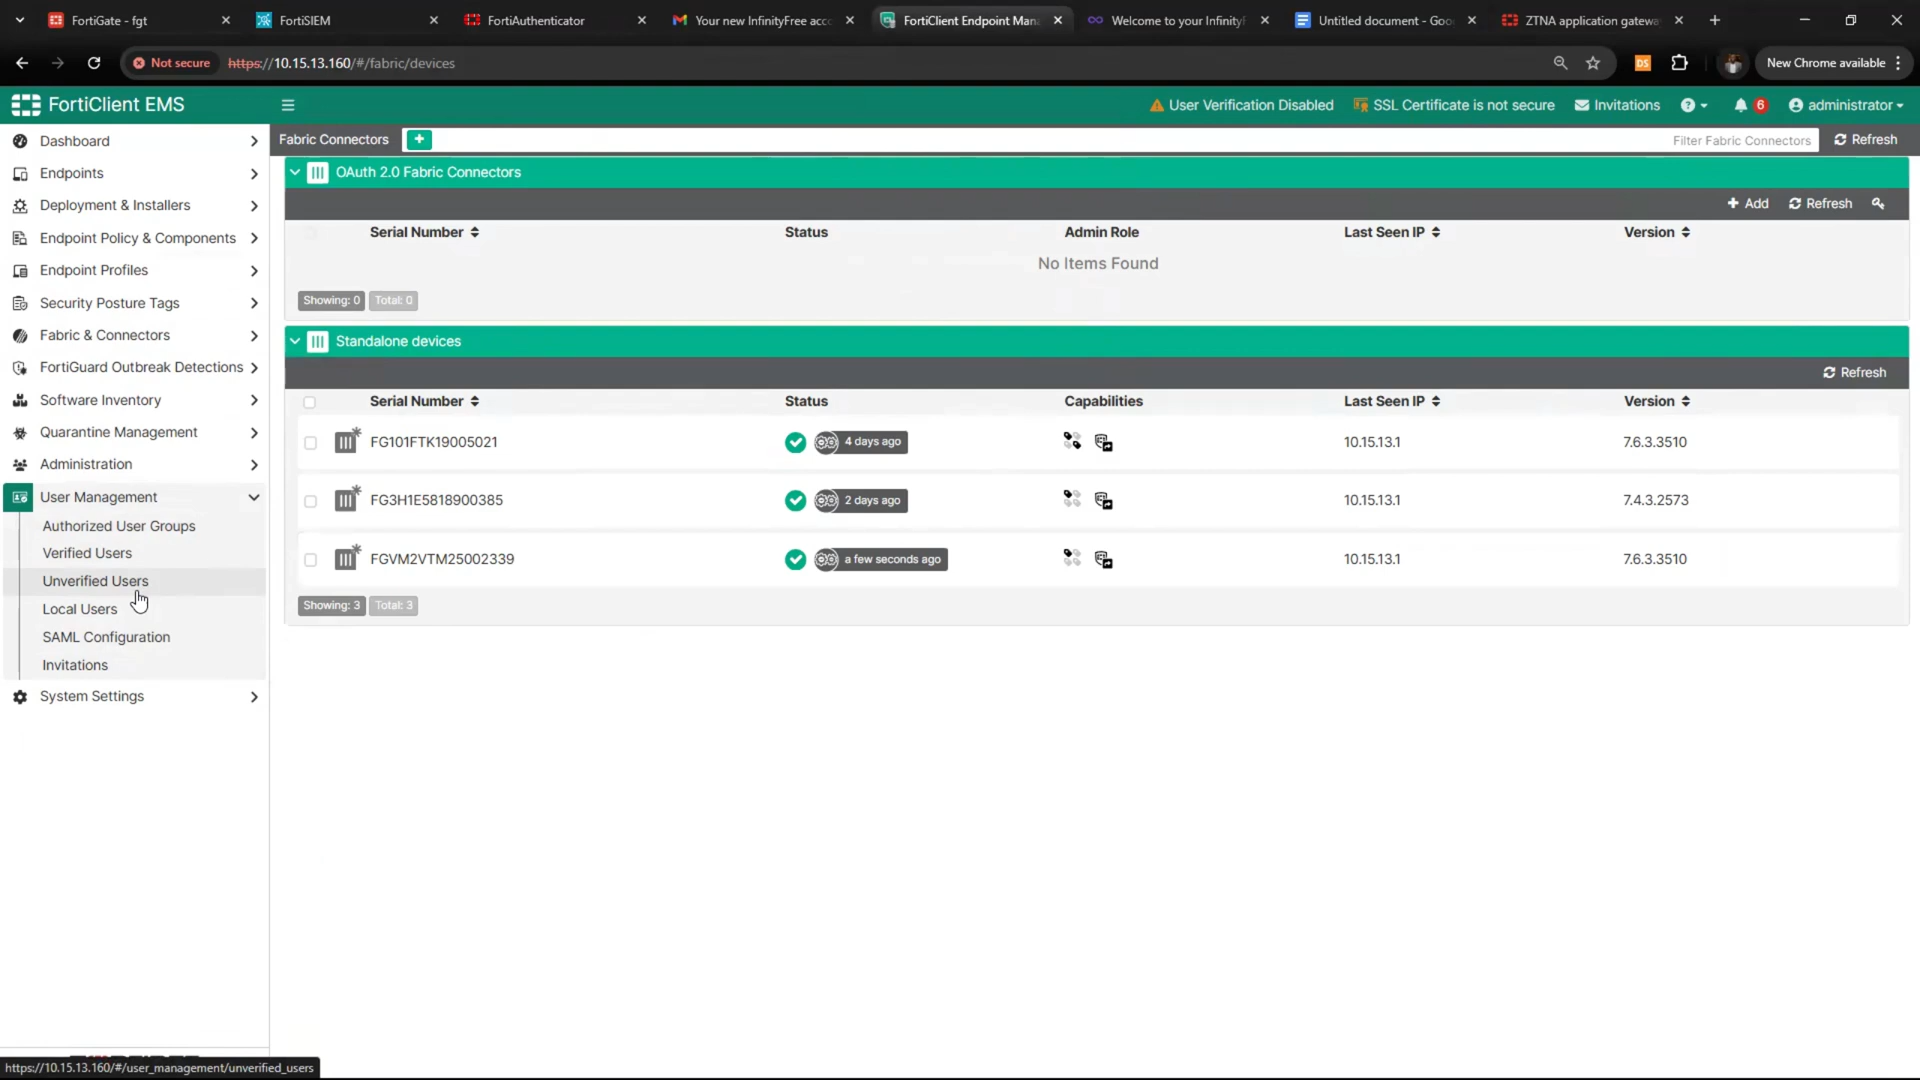 FortiGate - fgt
FortiSIEM
FortiAuthenticator
Your new InfinityFree acco
FortiClient Endpoint Mana
Welcome to your InfinityF
Untitled document - Goo
ZTNA application gatewa
Not secure
https://10.15.13.160/#/fabric/devices
DS
New Chrome available
FortiClient EMS
User Verification Disabled
SSL Certificate is not secure
Invitations
6
administrator
Dashboard
Endpoints
Deployment & Installers
Endpoint Policy & Components
Endpoint Profiles
Security Posture Tags
Fabric & Connectors
FortiGuard Outbreak Detections
Software Inventory
Quarantine Management
Administration
User Management
Authorized User Groups
Verified Users
Unverified Users
Local Users
SAML Configuration
Invitations
System Settings
Fabric Connectors
+
Filter Fabric Connectors
Refresh
OAuth 2.0 Fabric Connectors
+ Add
Refresh
Serial Number
Status
Admin Role
Last Seen IP
Version
No Items Found
Showing: 0
Total: 0
Standalone devices
Refresh
Serial Number
Status
Capabilities
Last Seen IP
Version
FG101FTK19005021
4 days ago
10.15.13.1
7.6.3.3510
FG3H1E5818900385
2 days ago
10.15.13.1
7.4.3.2573
FGVM2VTM25002339
a few seconds ago
10.15.13.1
7.6.3.3510
Showing: 3
Total: 3
https://10.15.13.160/#/user_management/unverified_users